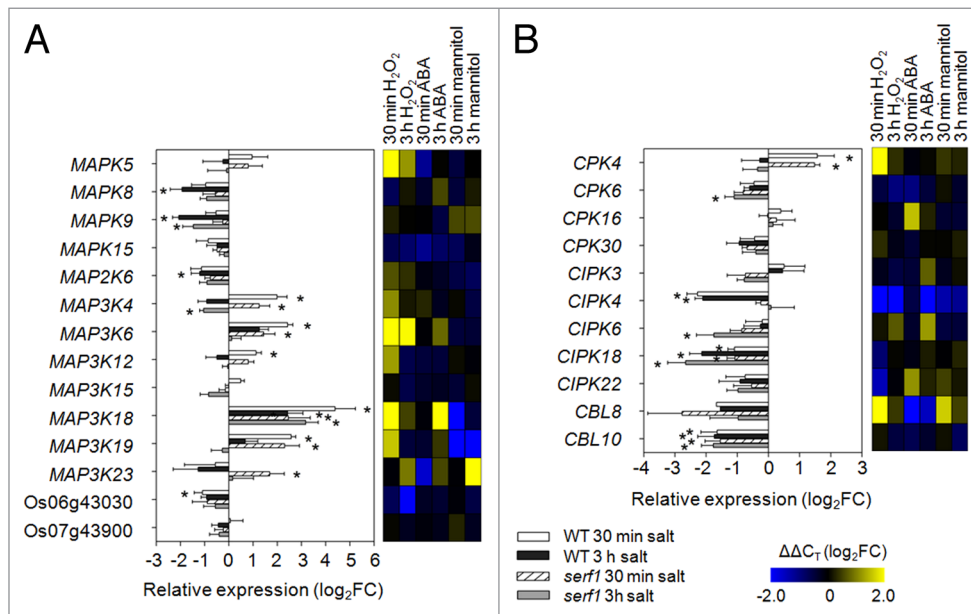 A
30 min H₂O₂
3 h H₂O₂
30 min ABA
3 h ABA
30 min mannitol
3 h mannitol
MAPK5
MAPK8
*
MAPK9
*
*
MAPK15
MAP2K6
*
MAP3K4
*
*
*
MAP3K6
*
*
MAP3K12
*
MAP3K15
MAP3K18
*
*
*
*
MAP3K19
*
*
MAP3K23
*
Os06g43030
*
Os07g43900
-3 -2 -1 0 1 2 3 4 5 6
Relative expression (log₂FC)
B
30 min H₂O₂
3 h H₂O₂
30 min ABA
3 h ABA
30 min mannitol
3 h mannitol
CPK4
*
*
CPK6
*
CPK16
CPK30
CIPK3
CIPK4
*
*
CIPK6
*
CIPK18
*
*
*
*
CIPK22
CBL8
CBL10
*
*
*
*
-4 -3 -2 -1 0 1 2 3 4
Relative expression (log₂FC)
WT 30 min salt
WT 3 h salt
serf1 30 min salt
serf1 3h salt
ΔΔC_T (log₂FC)
-2.0 0.0 2.0